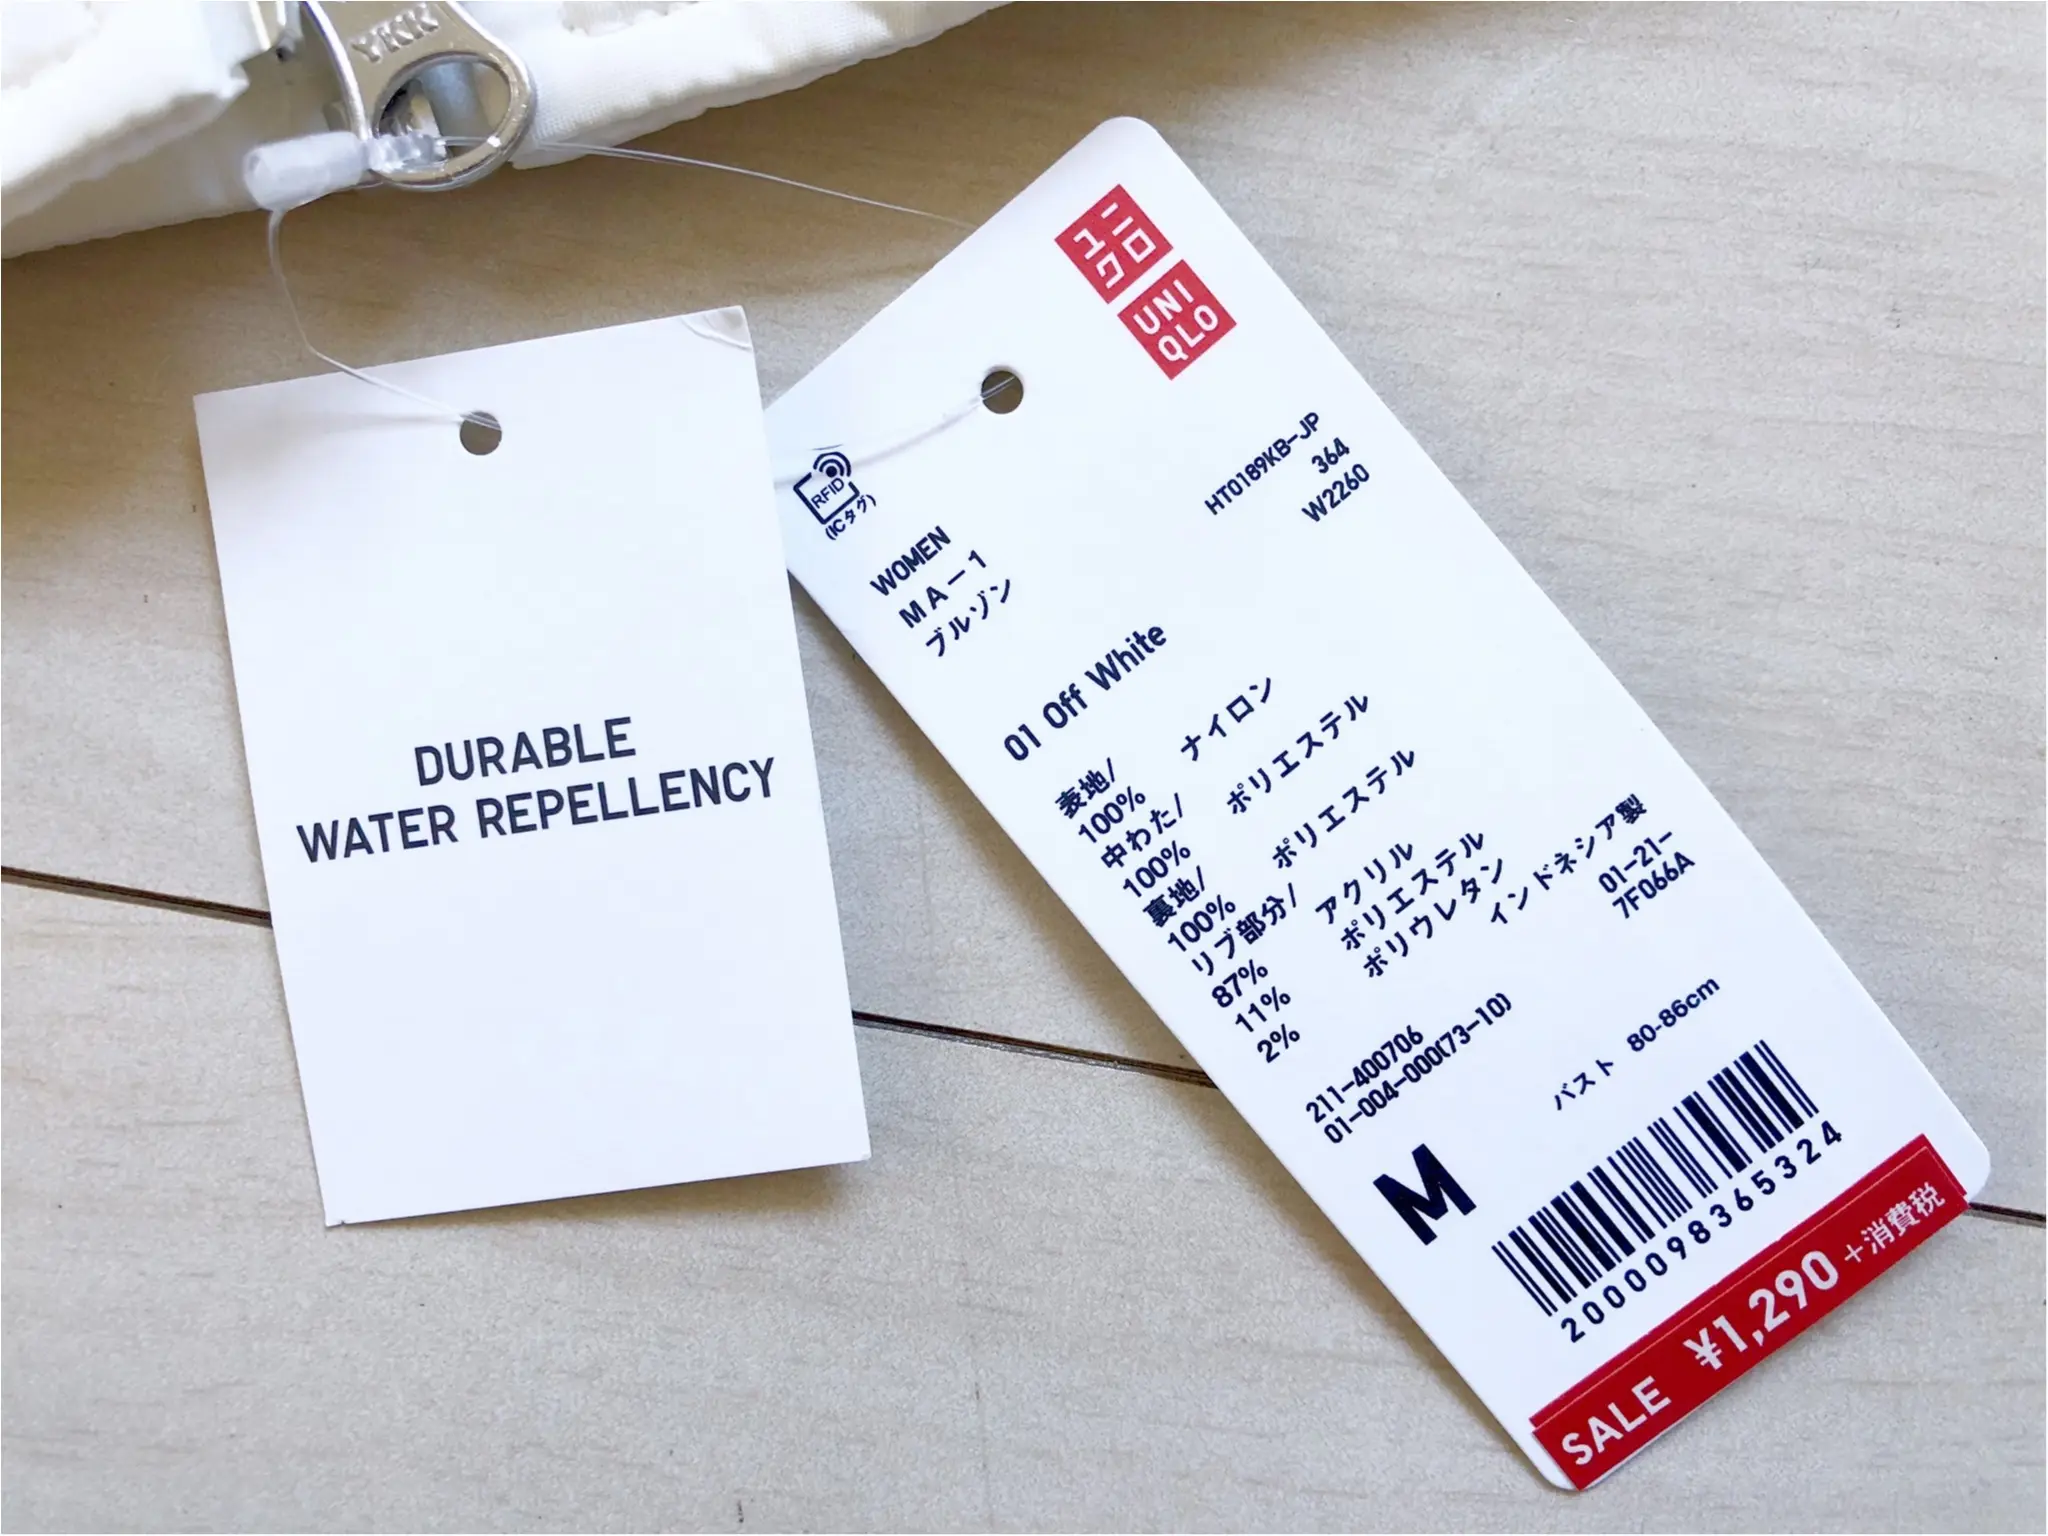 YKK
DURABLE
WATER REPELLENCY
ユニ
クロ
UNI
QLO
RFID
(ICタグ)
HT0189KB-JP
364
W2260
WOMEN
MA-1
ブルゾン
01 Off White
表地/
100% ナイロン
中わた/
100% ポリエステル
裏地/
100% ポリエステル
リブ部分/
87% アクリル
11% ポリエステル
2% ポリウレタン
インドネシア製
01-21-
7F066A
211-400706
01-004-000(73-10)
バスト 80-86cm
M
2000098365324
SALE ¥1,290 +消費税